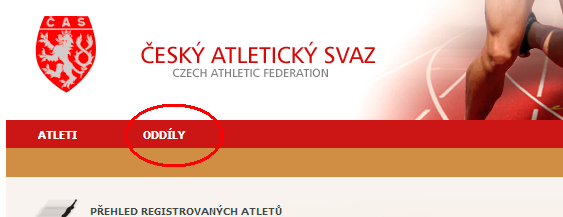 ČAS
ČESKÝ ATLETICKÝ SVAZ
CZECH ATHLETIC FEDERATION
ATLETI ODDÍLY
PŘEHLED REGISTROVANÝCH ATLETŮ